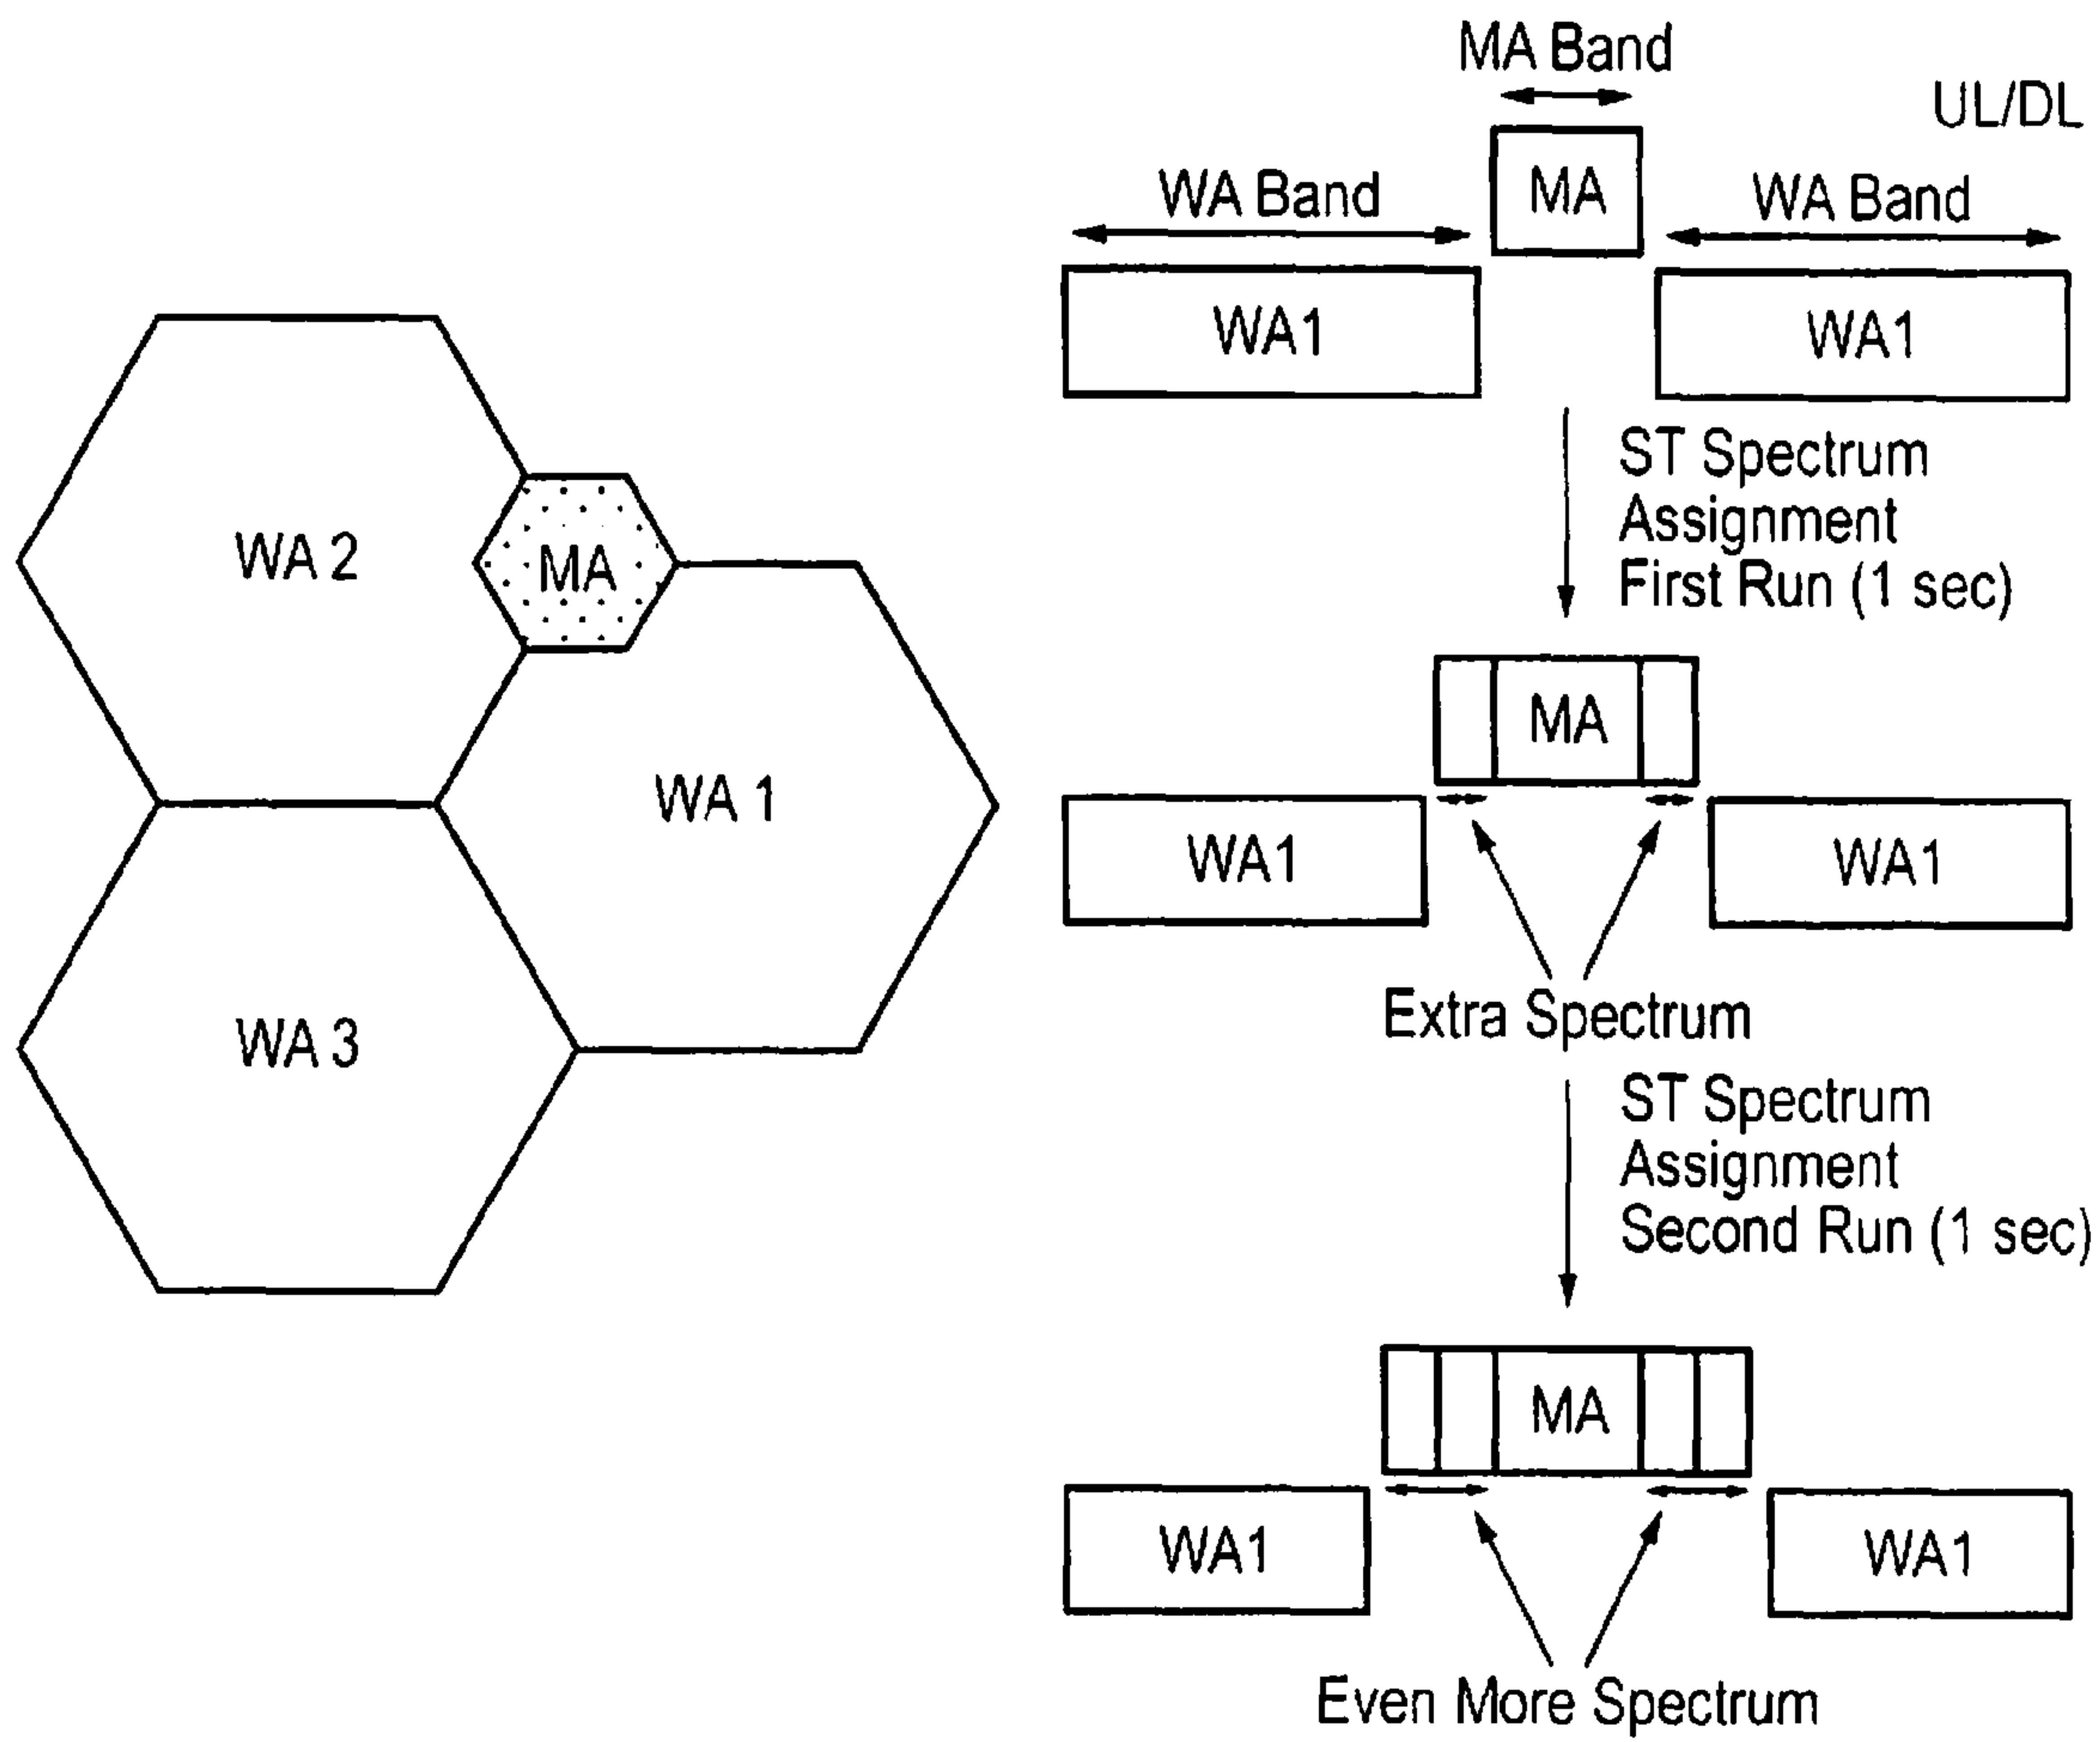 WA 2
MA
WA 1
WA 3
MA Band
UL/DL
MA
WA Band
WA Band
WA1
WA1
ST Spectrum
Assignment
First Run (1 sec)
MA
WA1
WA1
Extra Spectrum
ST Spectrum
Assignment
Second Run (1 sec)
MA
WA1
WA1
Even More Spectrum